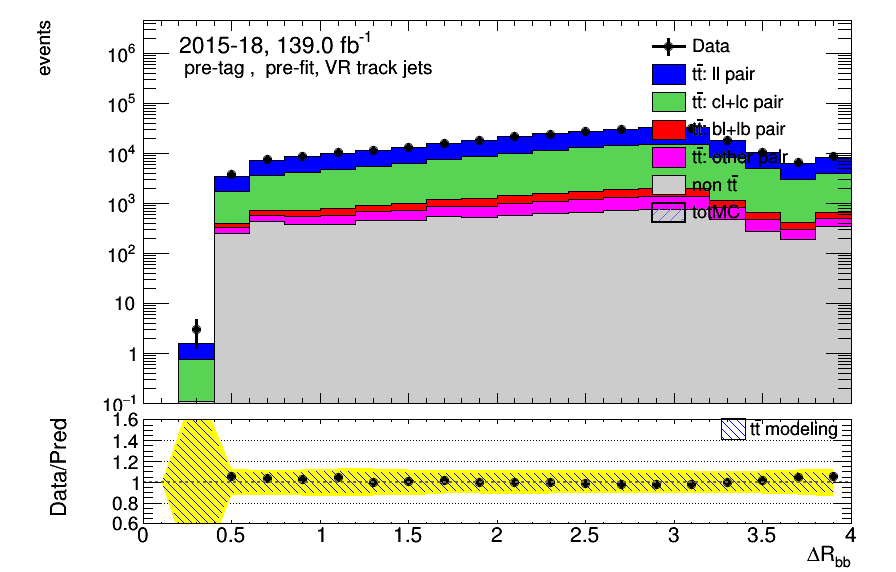 events
2015-18, 139.0 fb⁻¹
pre-tag , pre-fit, VR track jets
Data
tt̄: ll pair
tt̄: cl+lc pair
tt̄: bl+lb pair
tt̄: other pair
non tt̄
totMC
10⁶
10⁵
10⁴
10³
10²
10
1
10⁻¹
Data/Pred
tt̄ modeling
1.6
1.4
1.2
1
0.8
0.6
0 0.5 1 1.5 2 2.5 3 3.5 4
ΔR_bb